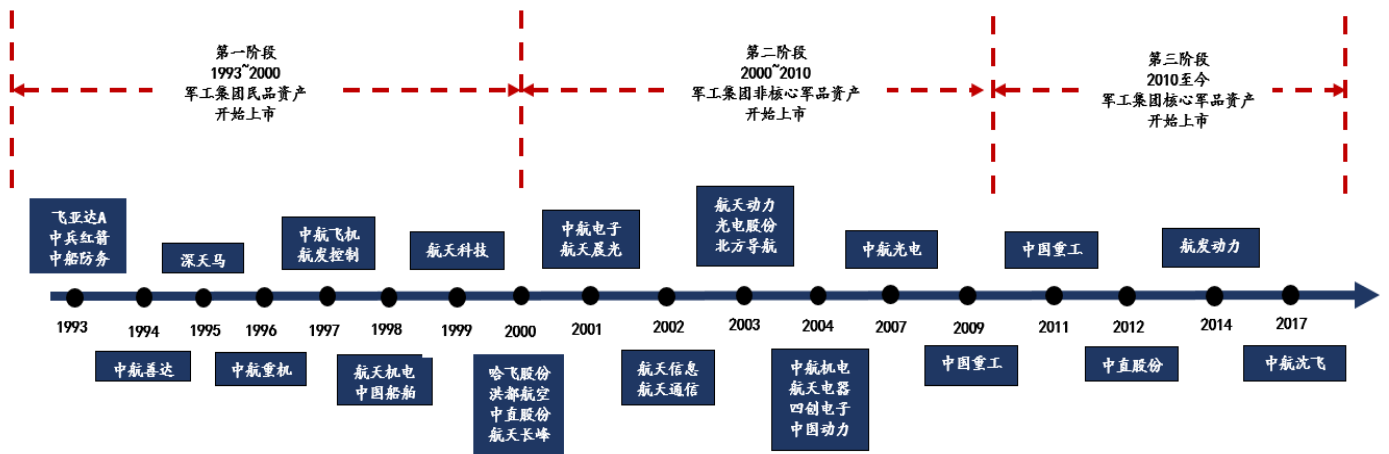 第一阶段
1993~2000
军工集团民品资产
开始上市
第二阶段
2000~2010
军工集团非核心军品资产
开始上市
第三阶段
2010至今
军工集团核心军品资产
开始上市
飞亚达A
中兵红箭
中船防务
深天马
中航飞机
航发控制
航天科技
中航电子
航天晨光
航天动力
光电股份
北方导航
中航光电
中国重工
航发动力
1993
1994
1995
1996
1997
1998
1999
2000
2001
2002
2003
2004
2007
2009
2011
2012
2014
2017
中航善达
中航重机
航天机电
中国船舶
哈飞股份
洪都航空
中直股份
航天长峰
航天信息
航天通信
中航机电
航天电器
四创电子
中国动力
中国重工
中直股份
中航沈飞